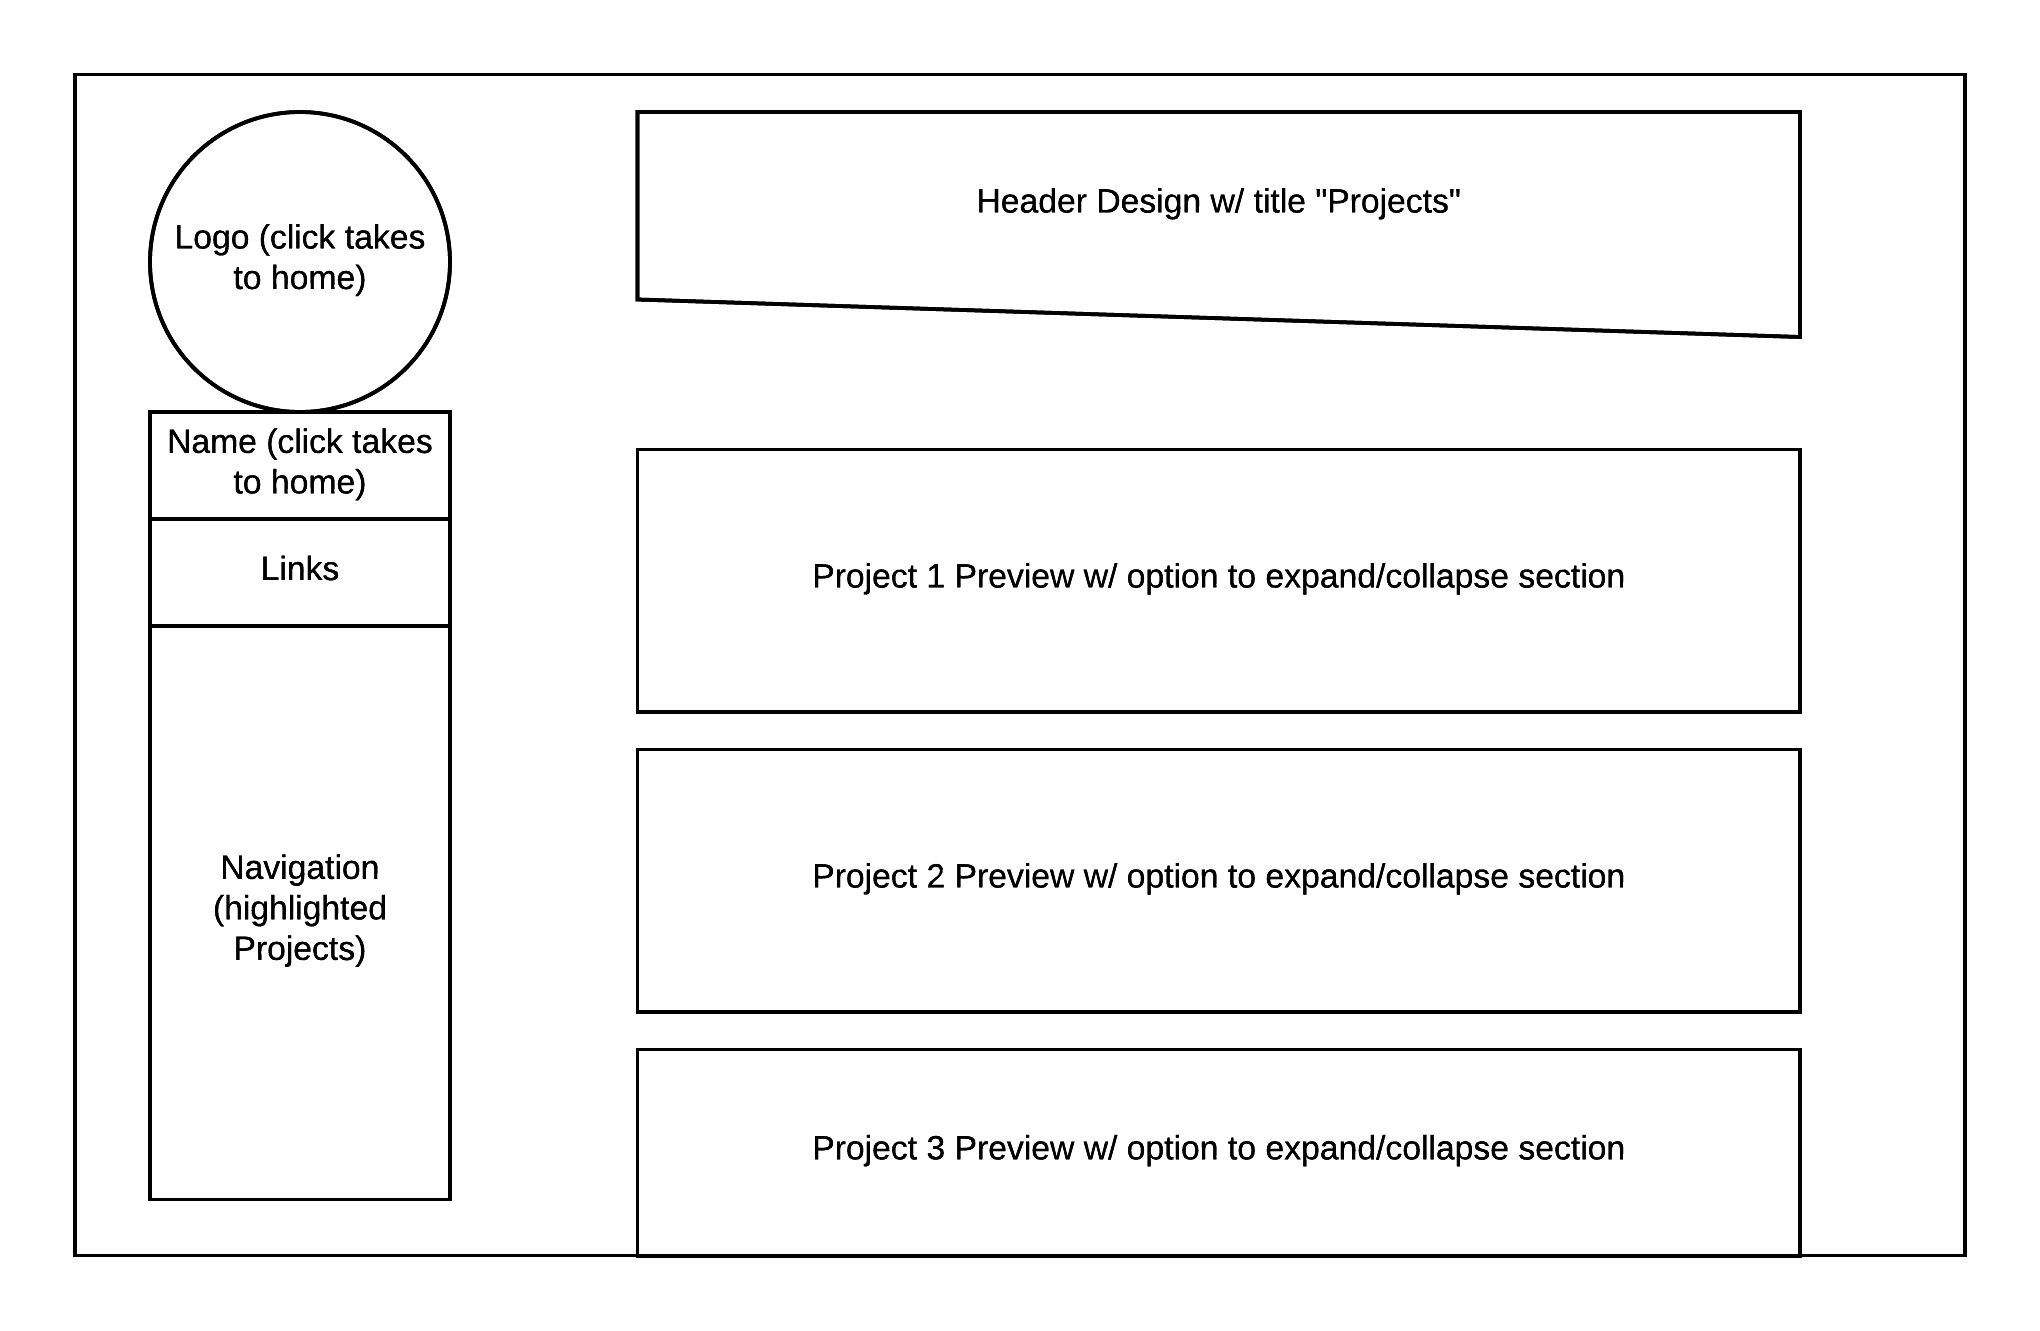 Logo (click takes
to home)
Name (click takes
to home)
Links
Navigation
(highlighted
Projects)
Header Design w/ title "Projects"
Project 1 Preview w/ option to expand/collapse section
Project 2 Preview w/ option to expand/collapse section
Project 3 Preview w/ option to expand/collapse section